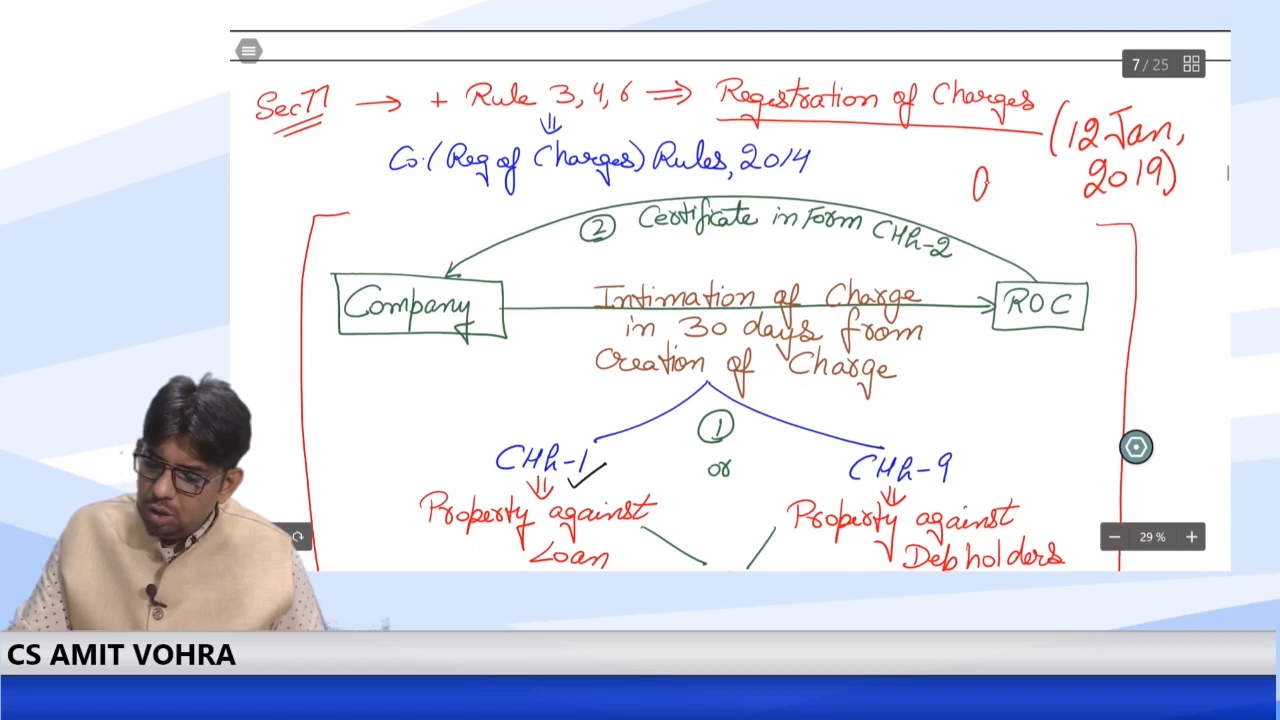 7 / 25
Sec 77 → + Rule 3, 4, 6 ⇒ Registration of Charges (12 Jan, 2019)
Co. (Reg of Charges) Rules, 2014
0
② Certificate in Form CHG-2
Company
Intimation of Charge
in 30 days from
Creation of Charge
ROC
①
or
CHG-1
CHG-9
Property against
Loan
Property against
Debholders
29 %
CS AMIT VOHRA